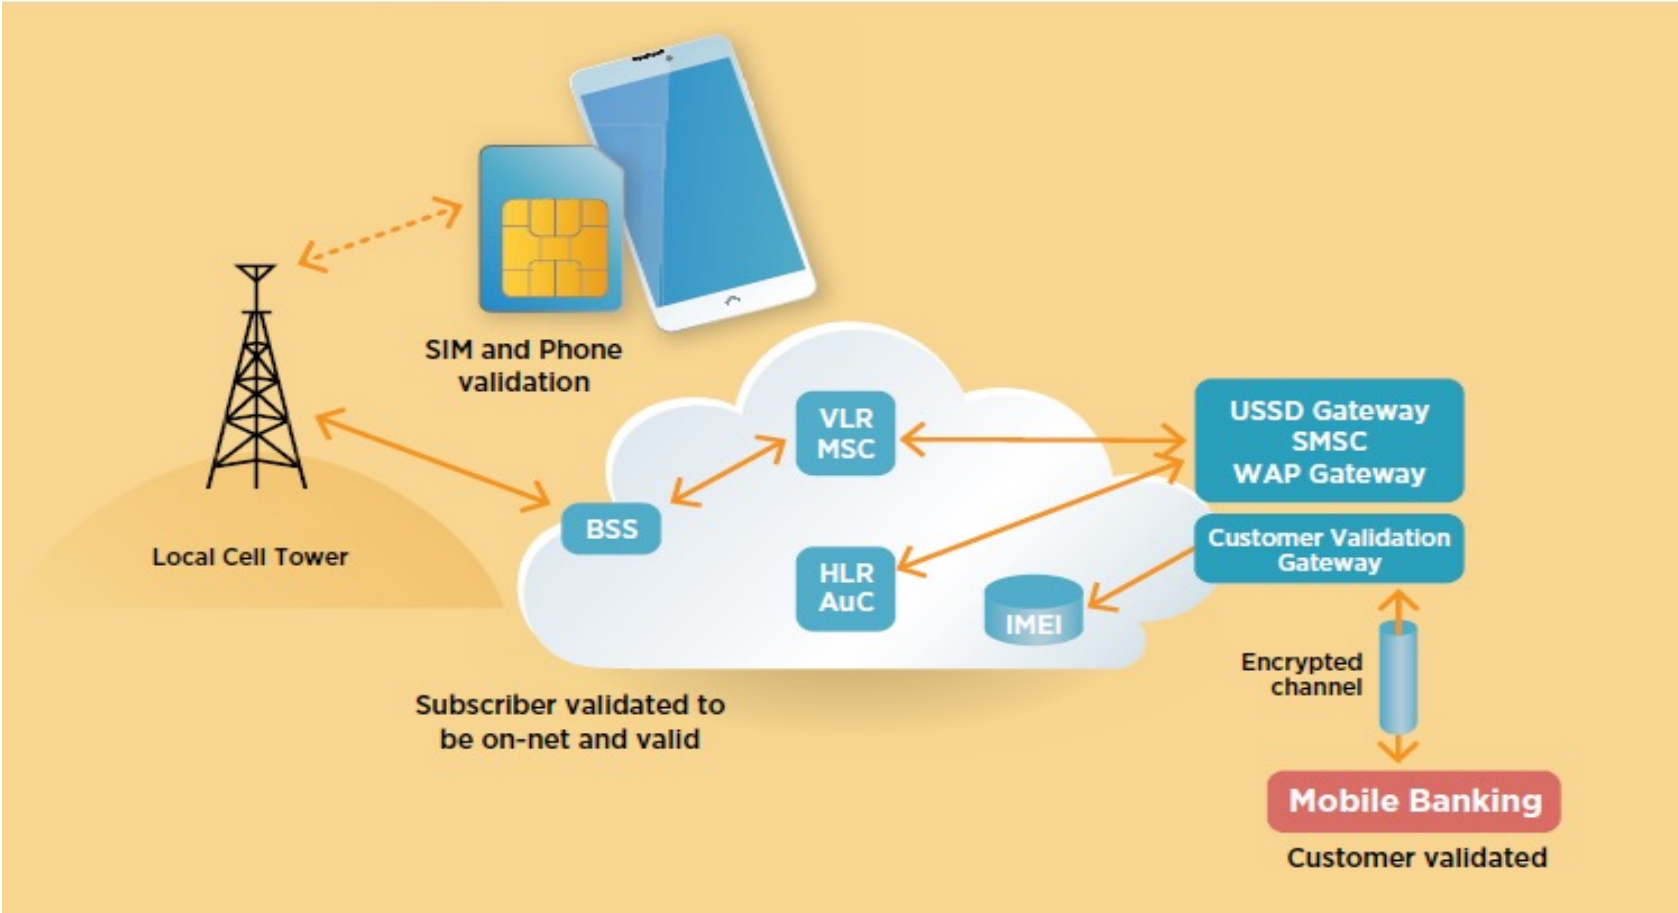 SIM and Phone
validation
VLR
MSC
USSD Gateway
SMSC
WAP Gateway
BSS
Customer Validation
Gateway
Local Cell Tower
HLR
AuC
IMEI
Encrypted
channel
Subscriber validated to
be on-net and valid
Mobile Banking
Customer validated